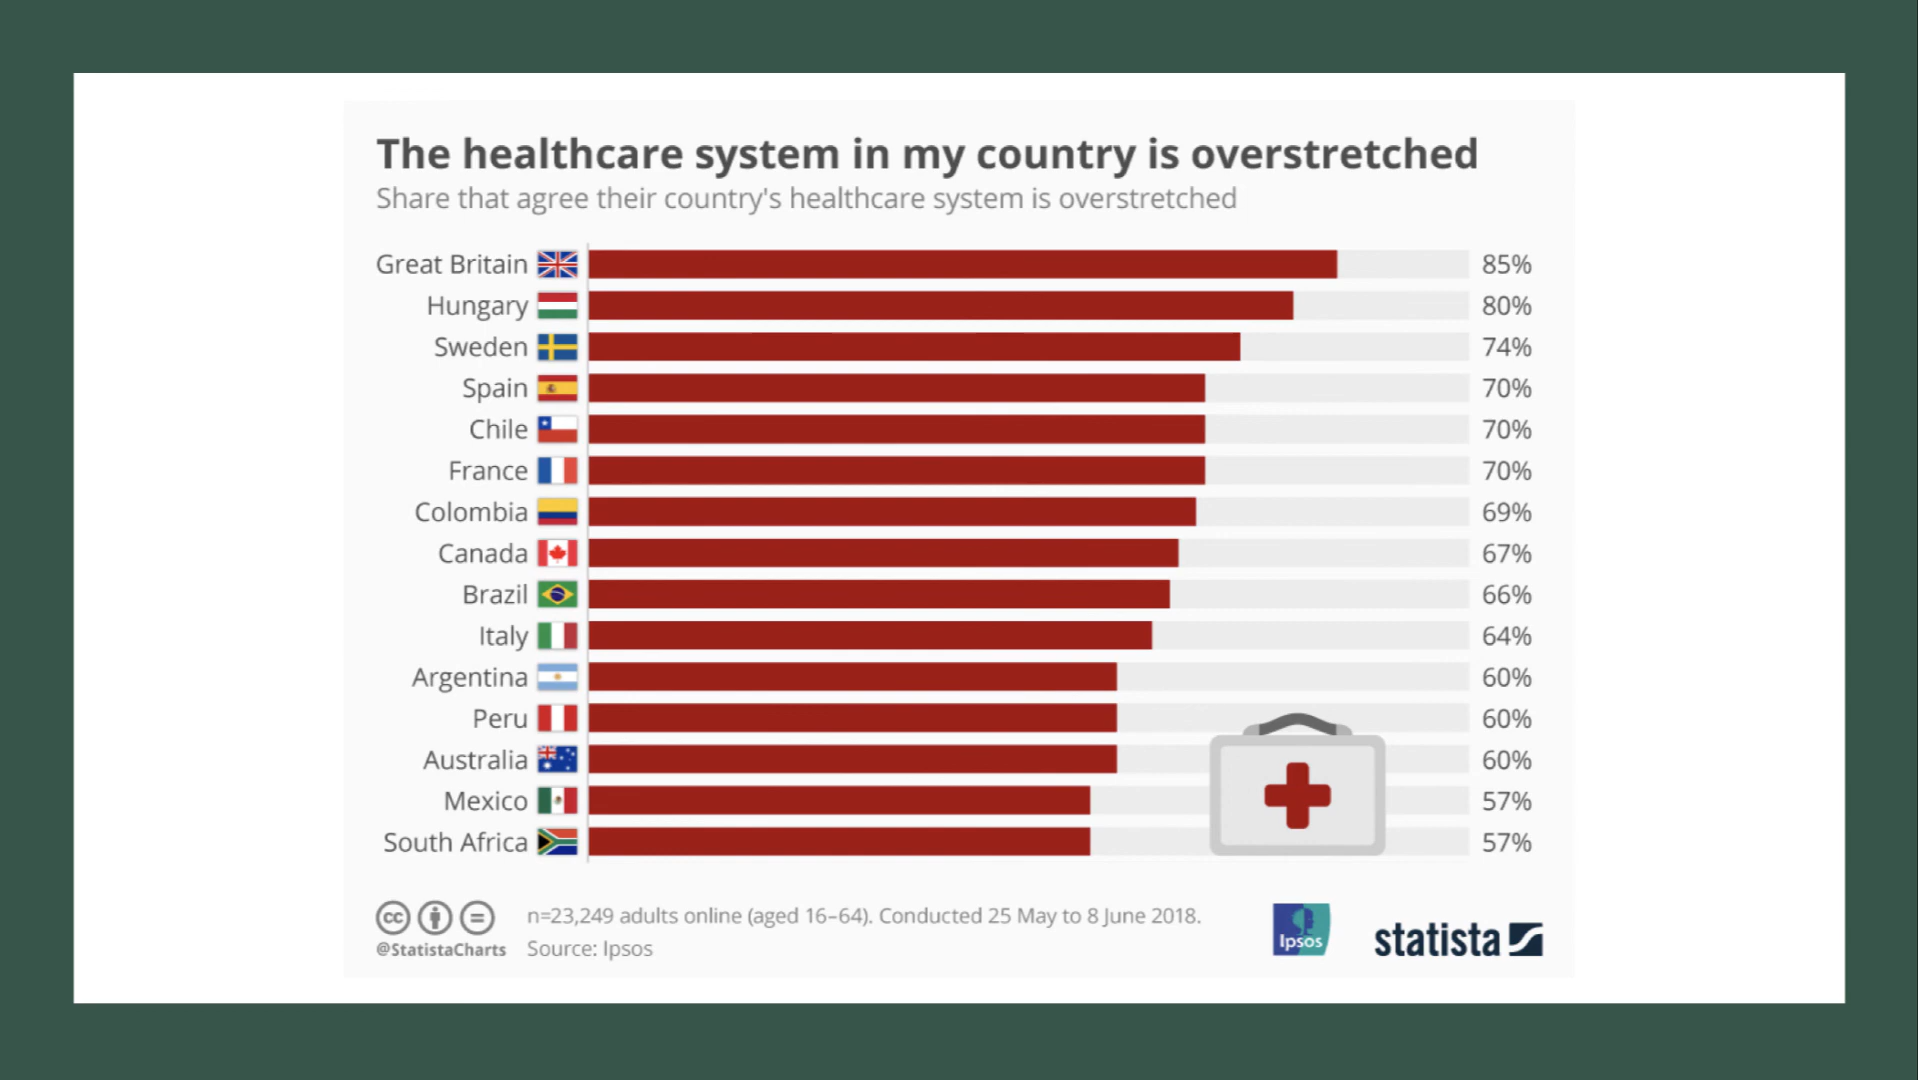 The healthcare system in my country is overstretched
Share that agree their country's healthcare system is overstretched
Great Britain 85%
Hungary 80%
Sweden 74%
Spain 70%
Chile 70%
France 70%
Colombia 69%
Canada 67%
Brazil 66%
Italy 64%
Argentina 60%
Peru 60%
Australia 60%
Mexico 57%
South Africa 57%
cc
@StatistaCharts
n=23,249 adults online (aged 16–64). Conducted 25 May to 8 June 2018.
Source: Ipsos
Ipsos
statista